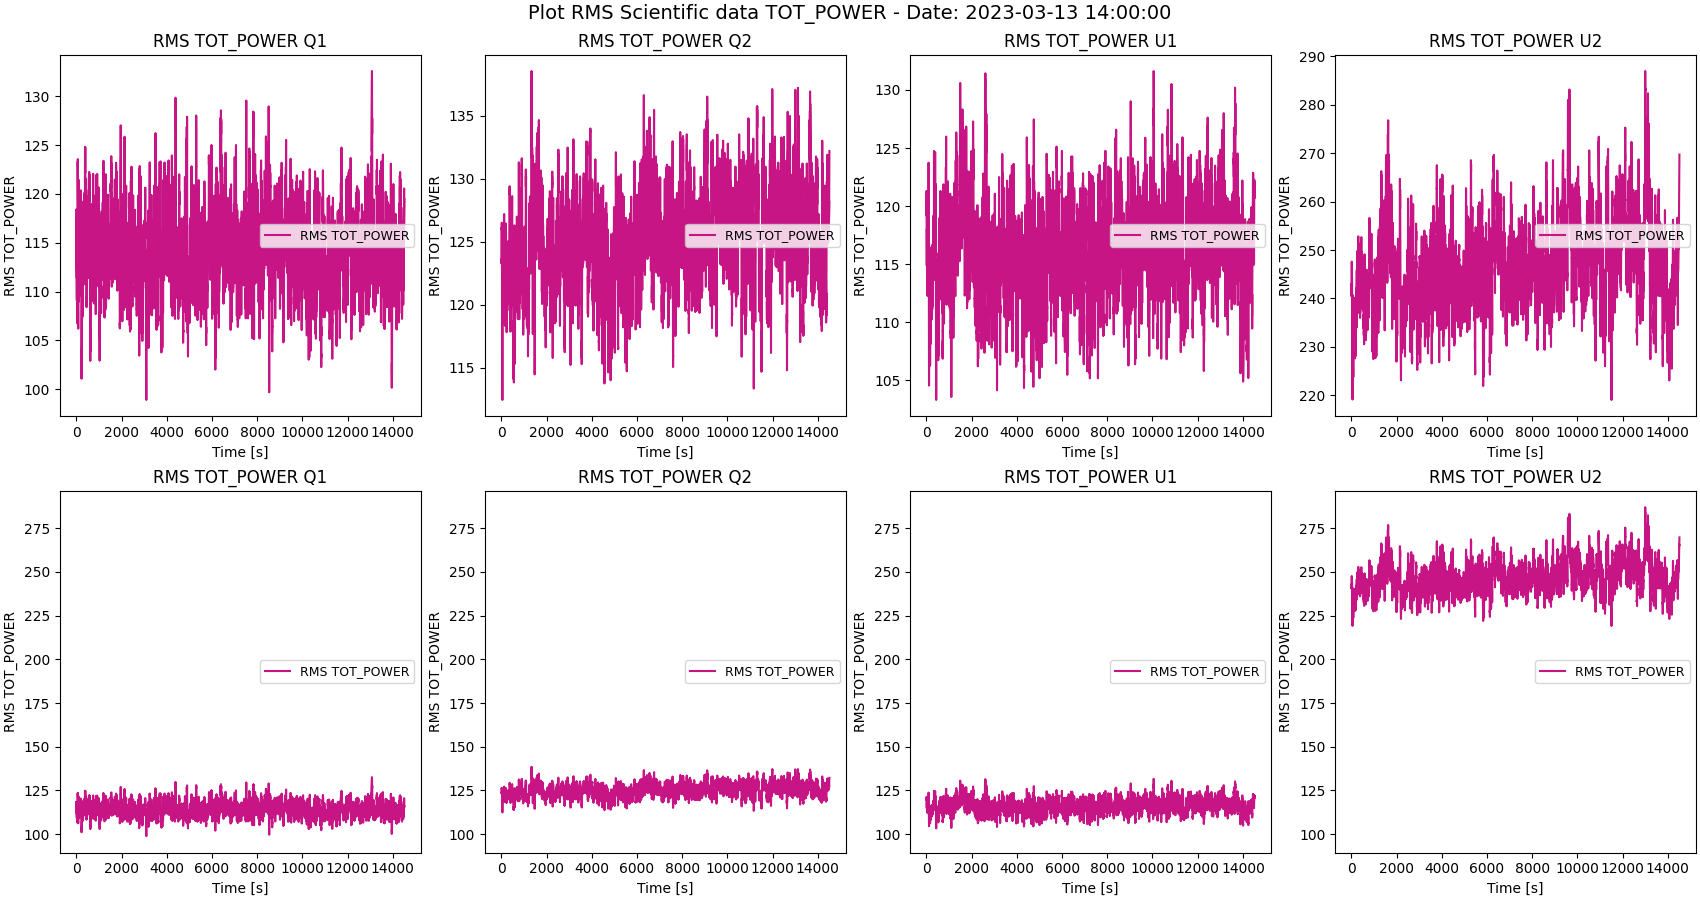 Plot RMS Scientific data TOT_POWER - Date: 2023-03-13 14:00:00
RMS TOT_POWER Q1
RMS TOT_POWER
130
125
120
115
110
105
100
RMS TOT_POWER
0 2000 4000 6000 8000 10000 12000 14000
Time [s]
RMS TOT_POWER Q2
RMS TOT_POWER
135
130
125
120
115
RMS TOT_POWER
0 2000 4000 6000 8000 10000 12000 14000
Time [s]
RMS TOT_POWER U1
RMS TOT_POWER
130
125
120
115
110
105
RMS TOT_POWER
0 2000 4000 6000 8000 10000 12000 14000
Time [s]
RMS TOT_POWER U2
RMS TOT_POWER
290
280
270
260
250
240
230
220
RMS TOT_POWER
0 2000 4000 6000 8000 10000 12000 14000
Time [s]
RMS TOT_POWER Q1
RMS TOT_POWER
275
250
225
200
175
150
125
100
RMS TOT_POWER
0 2000 4000 6000 8000 10000 12000 14000
Time [s]
RMS TOT_POWER Q2
RMS TOT_POWER
275
250
225
200
175
150
125
100
RMS TOT_POWER
0 2000 4000 6000 8000 10000 12000 14000
Time [s]
RMS TOT_POWER U1
RMS TOT_POWER
275
250
225
200
175
150
125
100
RMS TOT_POWER
0 2000 4000 6000 8000 10000 12000 14000
Time [s]
RMS TOT_POWER U2
RMS TOT_POWER
275
250
225
200
175
150
125
100
RMS TOT_POWER
0 2000 4000 6000 8000 10000 12000 14000
Time [s]